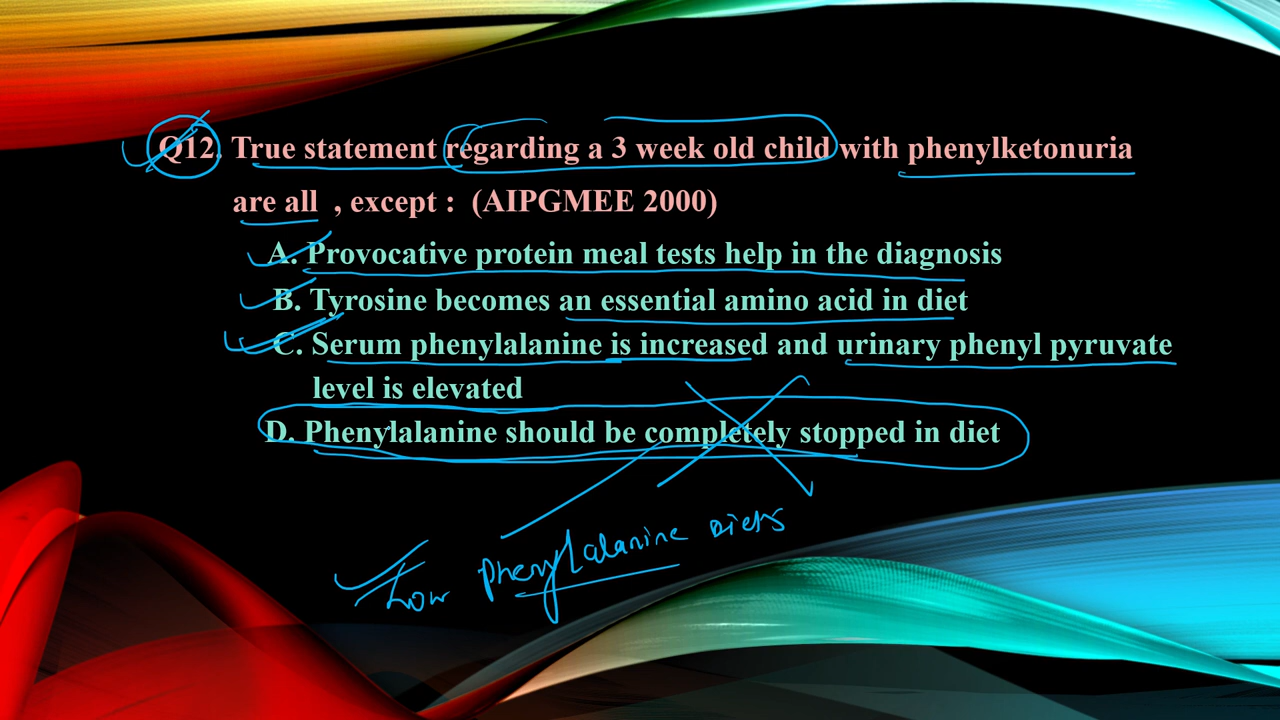 Q12. True statement regarding a 3 week old child with phenylketonuria
are all , except : (AIPGMEE 2000)
A. Provocative protein meal tests help in the diagnosis
B. Tyrosine becomes an essential amino acid in diet
C. Serum phenylalanine is increased and urinary phenyl pyruvate
level is elevated
D. Phenylalanine should be completely stopped in diet
Low phenylalanine Diets